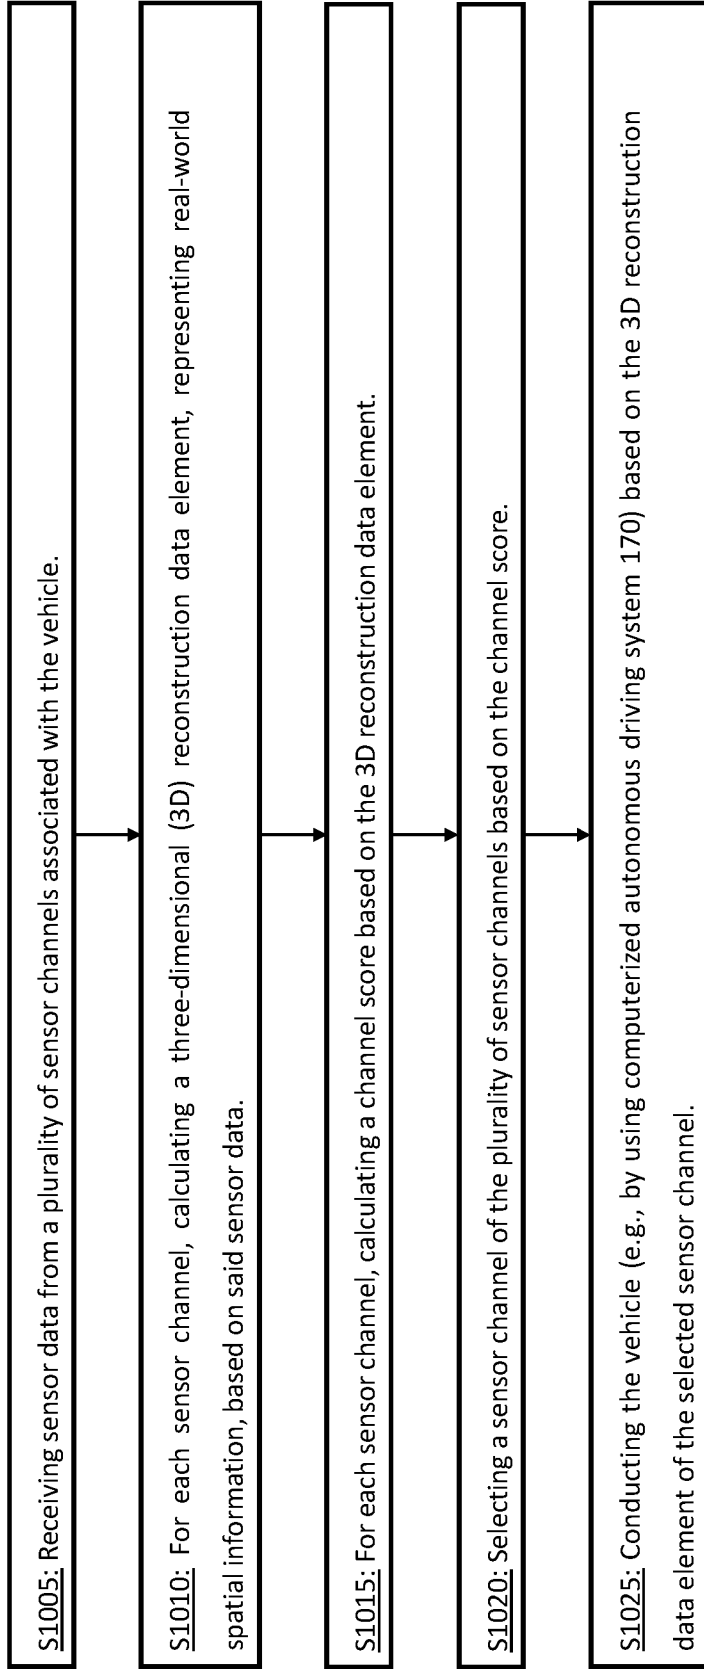 S1005: Receiving sensor data from a plurality of sensor channels associated with the vehicle.
S1010: For each sensor channel, calculating a three-dimensional (3D) reconstruction data element, representing real-world
spatial information, based on said sensor data.
S1015: For each sensor channel, calculating a channel score based on the 3D reconstruction data element.
S1020: Selecting a sensor channel of the plurality of sensor channels based on the channel score.
S1025: Conducting the vehicle (e.g., by using computerized autonomous driving system 170) based on the 3D reconstruction
data element of the selected sensor channel.